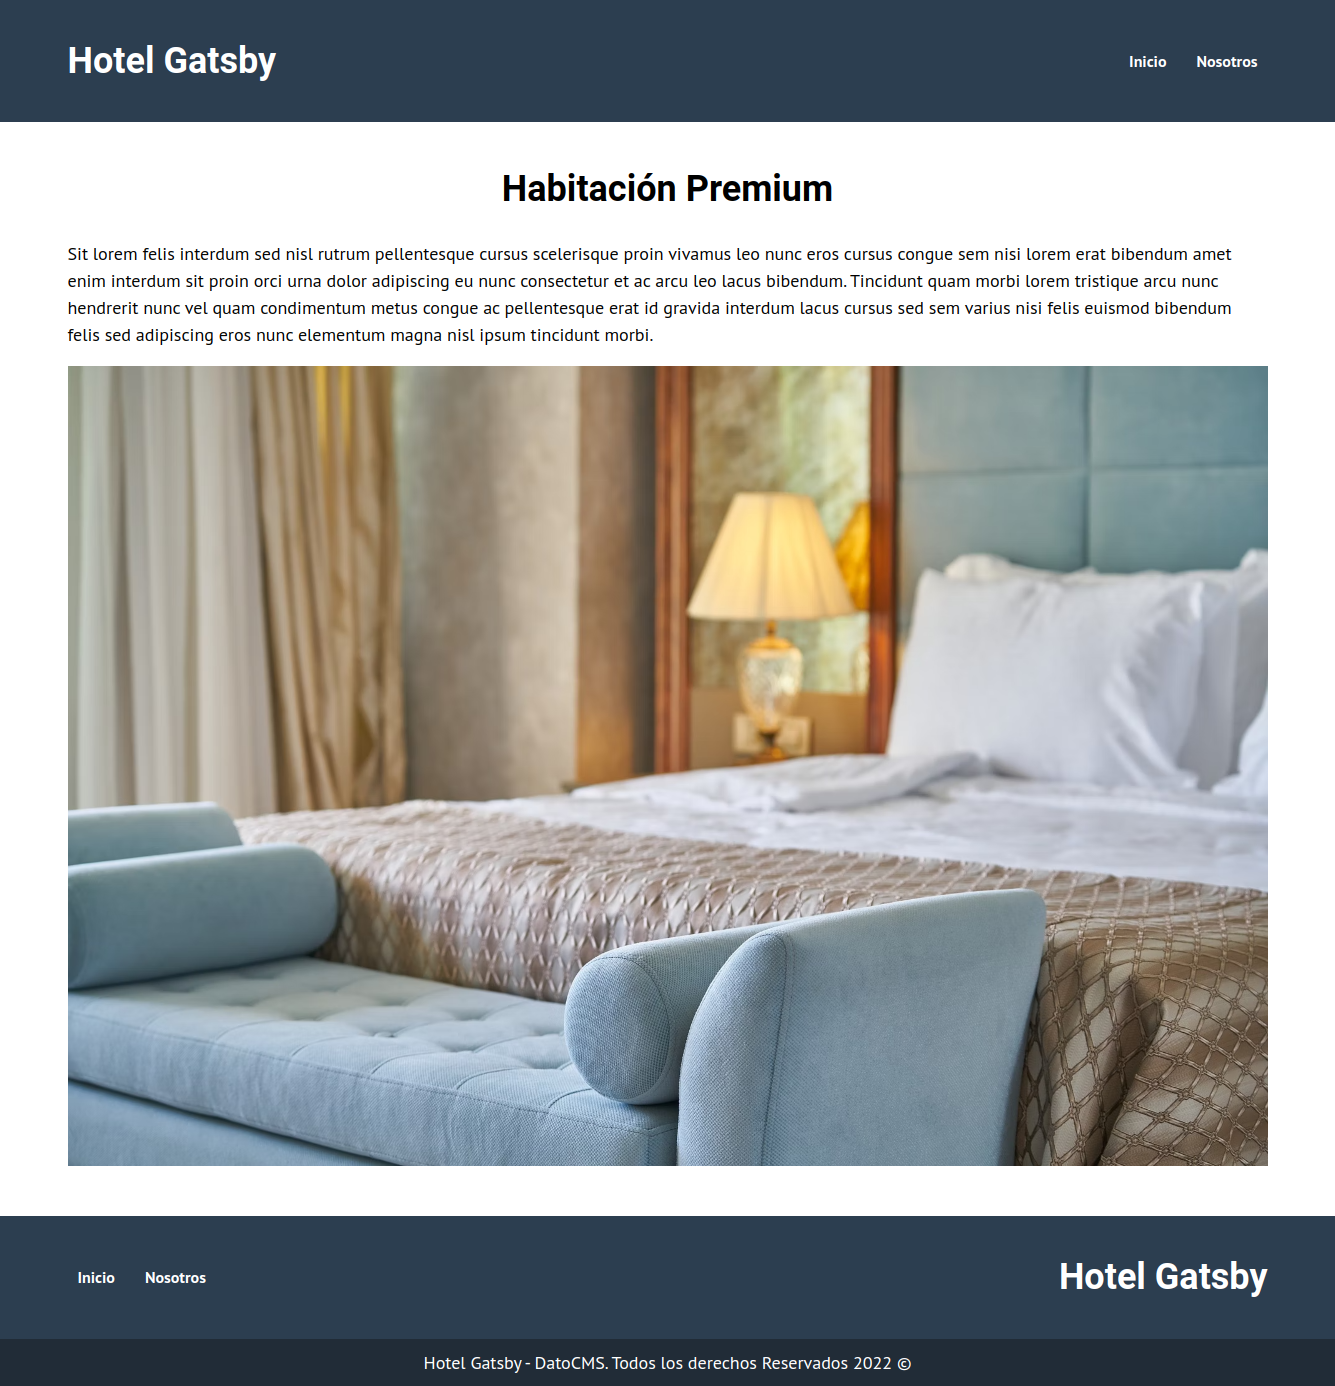 Hotel Gatsby
Inicio Nosotros
Habitación Premium
Sit lorem felis interdum sed nisl rutrum pellentesque cursus scelerisque proin vivamus leo nunc eros cursus congue sem nisi lorem erat bibendum amet
enim interdum sit proin orci urna dolor adipiscing eu nunc consectetur et ac arcu leo lacus bibendum. Tincidunt quam morbi lorem tristique arcu nunc
hendrerit nunc vel quam condimentum metus congue ac pellentesque erat id gravida interdum lacus cursus sed sem varius nisi felis euismod bibendum
felis sed adipiscing eros nunc elementum magna nisl ipsum tincidunt morbi.
Inicio Nosotros
Hotel Gatsby
Hotel Gatsby - DatoCMS. Todos los derechos Reservados 2022 ©